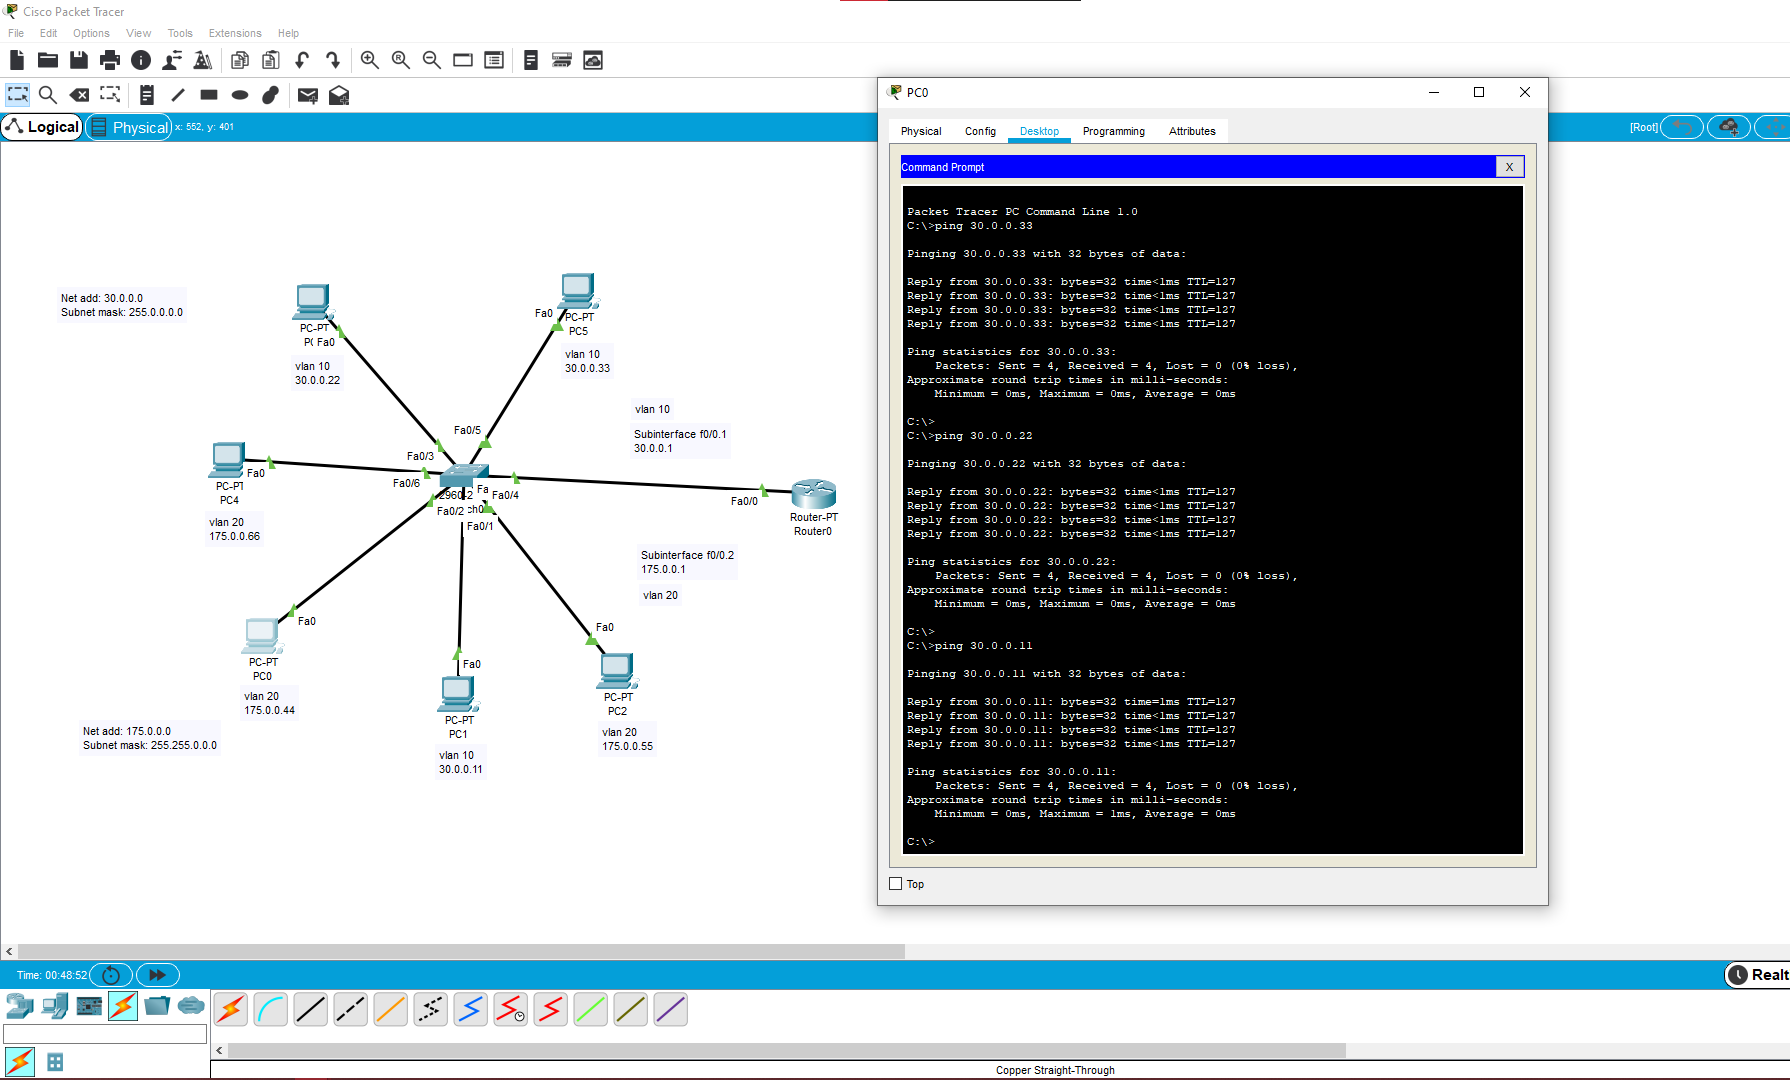 Cisco Packet Tracer
File Edit Options View Tools Extensions Help
Logical
Physical
x: 552, y: 401
[Root]
Net add: 30.0.0.0
Subnet mask: 255.0.0.0.0
PC-PT
Fa0
vlan 10
30.0.0.22
Fa0
PC-PT
PC5
vlan 10
30.0.0.33
vlan 10
Subinterface f0/0.1
30.0.0.1
Fa0/5
Fa0/3
Fa0/6
Fa0
PC-PT
PC4
vlan 20
175.0.0.66
2960-2
Fa
Fa0/4
Fa0/2
ch0
Fa0/1
Fa0/0
Router-PT
Router0
Subinterface f0/0.2
175.0.0.1
vlan 20
Fa0
PC-PT
PC0
vlan 20
175.0.0.44
Fa0
PC-PT
PC1
vlan 10
30.0.0.11
Fa0
PC-PT
PC2
vlan 20
175.0.0.55
Net add: 175.0.0.0
Subnet mask: 255.255.0.0.0
PC0
Physical Config Desktop Programming Attributes
Command Prompt
X
Packet Tracer PC Command Line 1.0
C:\>ping 30.0.0.33
Pinging 30.0.0.33 with 32 bytes of data:
Reply from 30.0.0.33: bytes=32 time<1ms TTL=127
Reply from 30.0.0.33: bytes=32 time<1ms TTL=127
Reply from 30.0.0.33: bytes=32 time<1ms TTL=127
Reply from 30.0.0.33: bytes=32 time<1ms TTL=127
Ping statistics for 30.0.0.33:
Packets: Sent = 4, Received = 4, Lost = 0 (0% loss),
Approximate round trip times in milli-seconds:
Minimum = 0ms, Maximum = 0ms, Average = 0ms
C:\>
C:\>ping 30.0.0.22
Pinging 30.0.0.22 with 32 bytes of data:
Reply from 30.0.0.22: bytes=32 time<1ms TTL=127
Reply from 30.0.0.22: bytes=32 time<1ms TTL=127
Reply from 30.0.0.22: bytes=32 time<1ms TTL=127
Reply from 30.0.0.22: bytes=32 time<1ms TTL=127
Ping statistics for 30.0.0.22:
Packets: Sent = 4, Received = 4, Lost = 0 (0% loss),
Approximate round trip times in milli-seconds:
Minimum = 0ms, Maximum = 0ms, Average = 0ms
C:\>
C:\>ping 30.0.0.11
Pinging 30.0.0.11 with 32 bytes of data:
Reply from 30.0.0.11: bytes=32 time=1ms TTL=127
Reply from 30.0.0.11: bytes=32 time<1ms TTL=127
Reply from 30.0.0.11: bytes=32 time<1ms TTL=127
Reply from 30.0.0.11: bytes=32 time<1ms TTL=127
Ping statistics for 30.0.0.11:
Packets: Sent = 4, Received = 4, Lost = 0 (0% loss),
Approximate round trip times in milli-seconds:
Minimum = 0ms, Maximum = 1ms, Average = 0ms
C:\>
Top
Time: 00:48:52
Realt
Copper Straight-Through